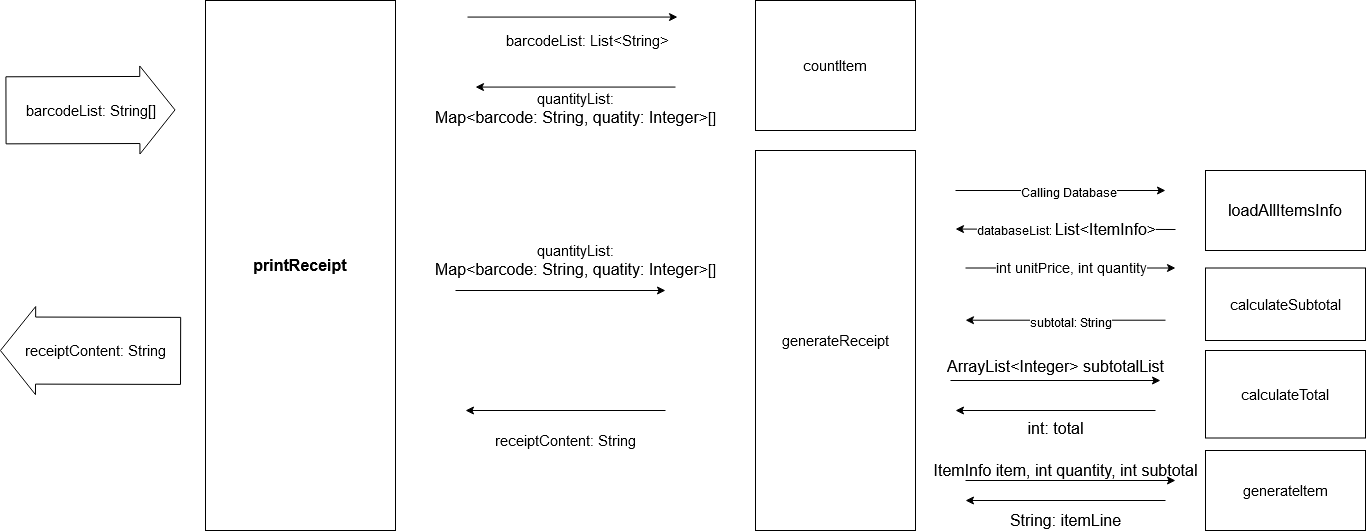 barcodeList: String[]
receiptContent: String
printReceipt
barcodeList: List<String>
quantityList:
Map<barcode: String, quatity: Integer>[]
quantityList:
Map<barcode: String, quatity: Integer>[]
receiptContent: String
countItem
generateReceipt
Calling Database
databaseList: List<ItemInfo>
int unitPrice, int quantity
subtotal: String
ArrayList<Integer> subtotalList
int: total
ItemInfo item, int quantity, int subtotal
String: itemLine
loadAllItemsInfo
calculateSubtotal
calculateTotal
generateItem